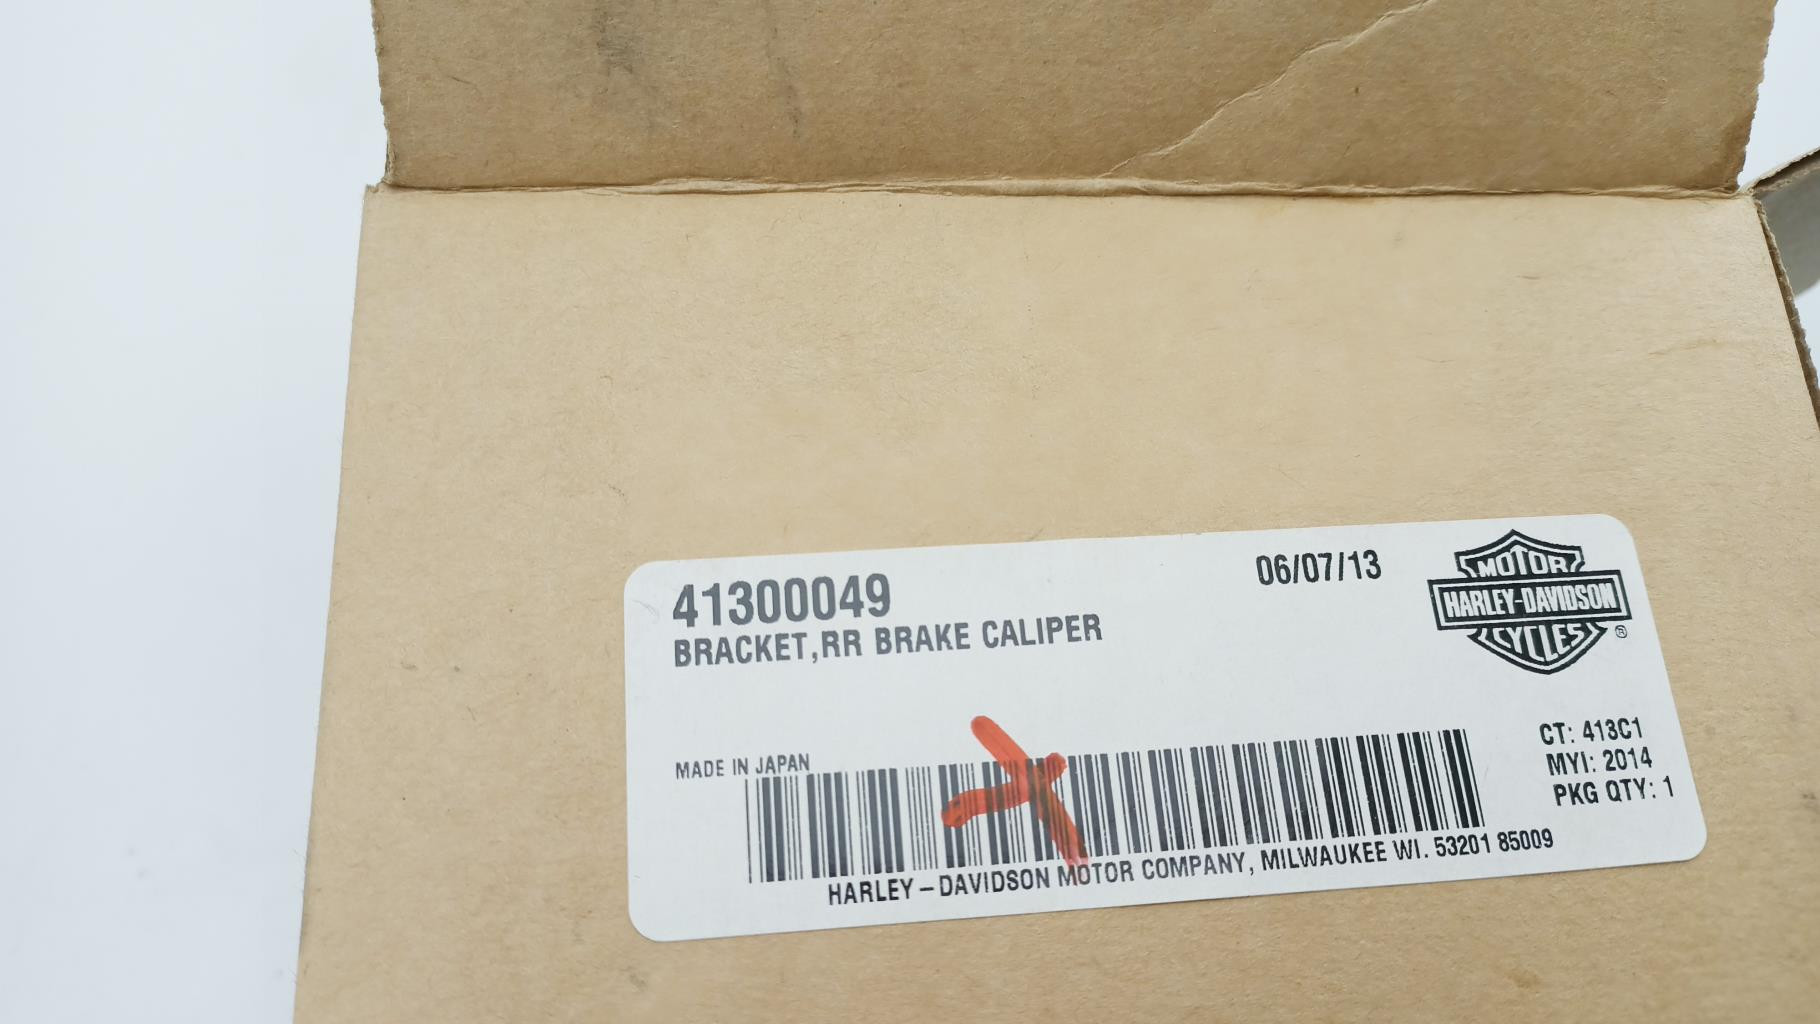 41300049
BRACKET,RR BRAKE CALIPER
06/07/13
MOTOR
HARLEY-DAVIDSON
CYCLES
®
MADE IN JAPAN
CT: 413C1
MYI: 2014
PKG QTY: 1
HARLEY-DAVIDSON MOTOR COMPANY, MILWAUKEE WI. 53201 85009